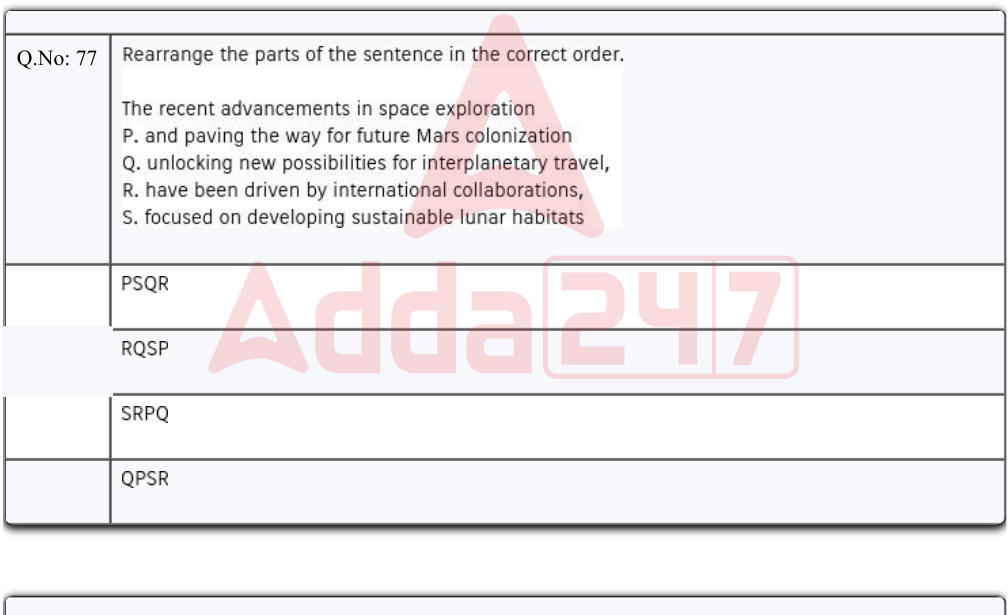 Q.No: 77
Rearrange the parts of the sentence in the correct order.
The recent advancements in space exploration
P. and paving the way for future Mars colonization
Q. unlocking new possibilities for interplanetary travel,
R. have been driven by international collaborations,
S. focused on developing sustainable lunar habitats
PSQR
RQSP
SRPQ
QPSR
Adda247